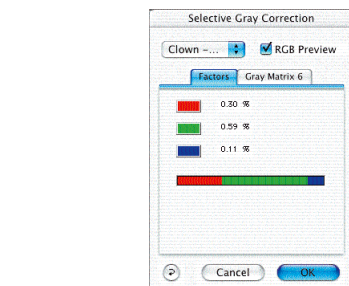 Selective Gray Correction
Clown –... RGB Preview
Factors Gray Matrix 6
0.30 %
0.59 %
0.11 %
Cancel OK